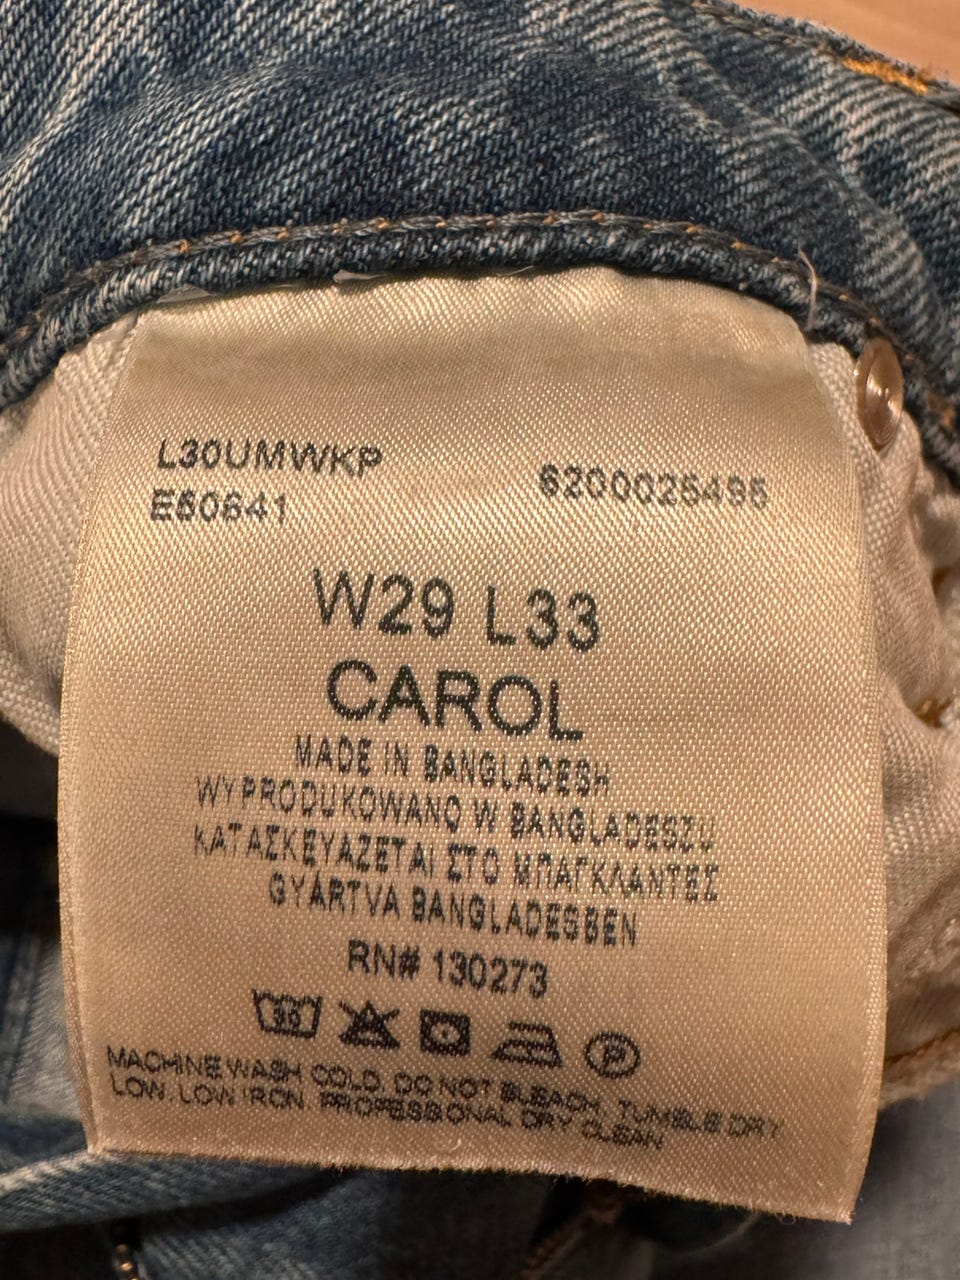 L30UMWKP
E50641
6200025495
W29 L33
CAROL
MADE IN BANGLADESH
WYPRODUKOWANO W BANGLADESZU
ΚΑΤΑΣΚΕΥΑΖΕΤΑΙ ΣΤΟ ΜΠΑΓΚΛΑΝΤΕΣ
GYÁRTVA BANGLADESBEN
RN# 130273
30
P
MACHINE WASH COLD. DO NOT BLEACH. TUMBLE DRY
LOW. LOW IRON. PROFESSIONAL DRY CLEAN